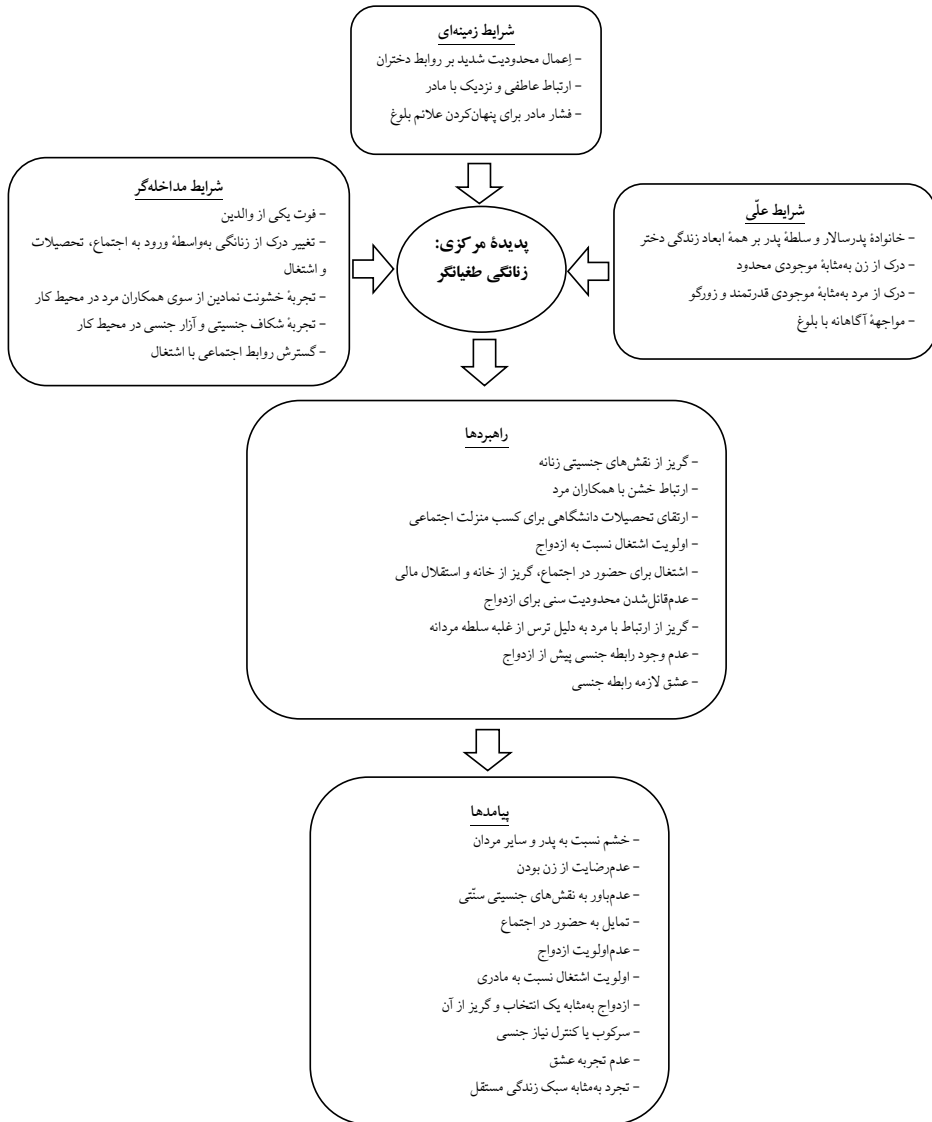 شرایط زمینه‌ای
- اِعمال محدودیت شدید بر روابط دختران
- ارتباط عاطفی و نزدیک با مادر
- فشار مادر برای پنهان‌کردن علائم بلوغ
شرایط علّی
- خانوادهٔ پدرسالار و سلطهٔ پدر بر همهٔ ابعاد زندگی دختر
- درک از زن به‌مثابهٔ موجودی محدود
- درک از مرد به‌مثابهٔ موجودی قدرتمند و زورگو
- مواجههٔ آگاهانه با بلوغ
پدیدهٔ مرکزی:
زنانگی طغیانگر
شرایط مداخله‌گر
- فوت یکی از والدین
- تغییر درک از زنانگی به‌واسطهٔ ورود به اجتماع، تحصیلات
و اشتغال
- تجربهٔ خشونت نمادین از سوی همکاران مرد در محیط کار
- تجربهٔ شکاف جنسیتی و آزار جنسی در محیط کار
- گسترش روابط اجتماعی با اشتغال
راهبردها
- گریز از نقش‌های جنسیتی زنانه
- ارتباط خشن با همکاران مرد
- ارتقای تحصیلات دانشگاهی برای کسب منزلت اجتماعی
- اولویت اشتغال نسبت به ازدواج
- اشتغال برای حضور در اجتماع، گریز از خانه و استقلال مالی
- عدم‌قائل‌شدن محدودیت سنی برای ازدواج
- گریز از ارتباط با مرد به دلیل ترس از غلبه سلطه مردانه
- عدم وجود رابطه جنسی پیش از ازدواج
- عشق لازمه رابطه جنسی
پیامدها
- خشم نسبت به پدر و سایر مردان
- عدم‌رضایت از زن بودن
- عدم‌باور به نقش‌های جنسیتی سنّتی
- تمایل به حضور در اجتماع
- عدم‌اولویت ازدواج
- اولویت اشتغال نسبت به مادری
- ازدواج به‌مثابه یک انتخاب و گریز از آن
- سرکوب یا کنترل نیاز جنسی
- عدم تجربه عشق
- تجرد به‌مثابه سبک زندگی مستقل